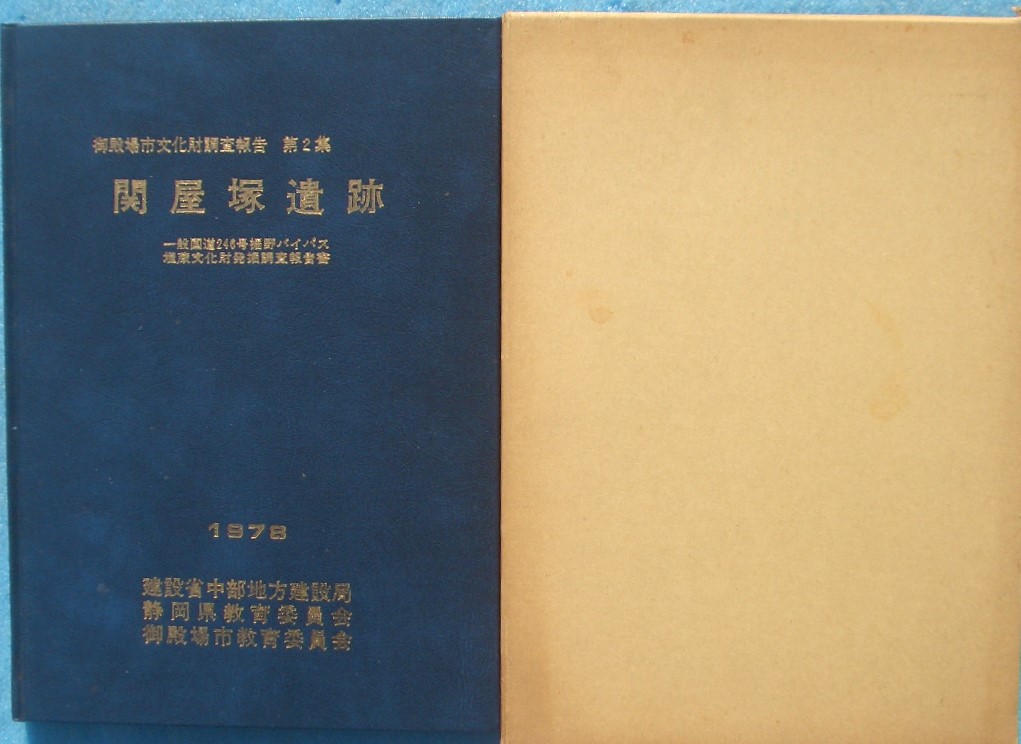 御殿場市文化財調査報告 第2集
関屋塚遺跡
一般国道246号裾野バイパス
埋蔵文化財発掘調査報告書
1978
建設省中部地方建設局
静岡県教育委員会
御殿場市教育委員会